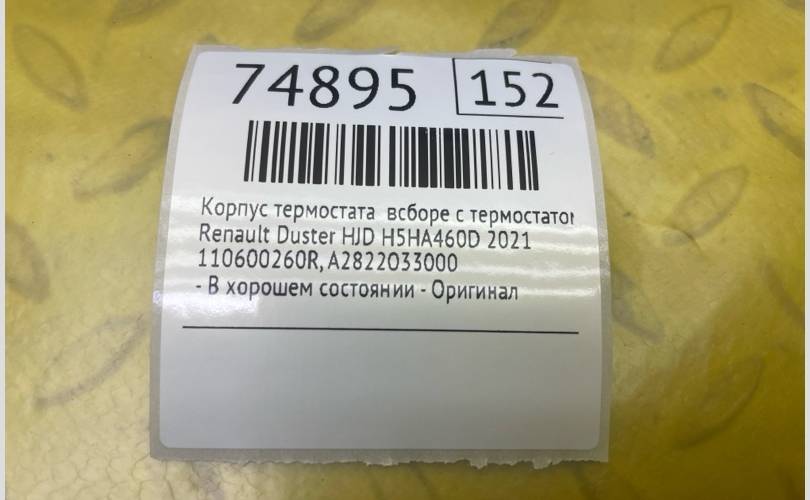 74895 152
Корпус термостата всборе с термостатом
Renault Duster HJD H5HA460D 2021
110600260R, A2822033000
- В хорошем состоянии - Оригинал